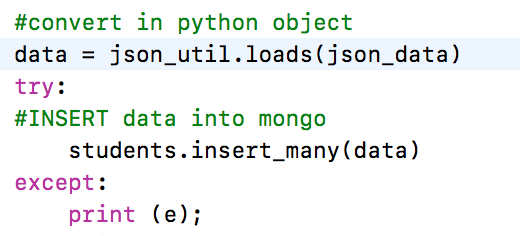 #convert in python object
data = json_util.loads(json_data)
try:
#INSERT data into mongo
    students.insert_many(data)
except:
    print (e);